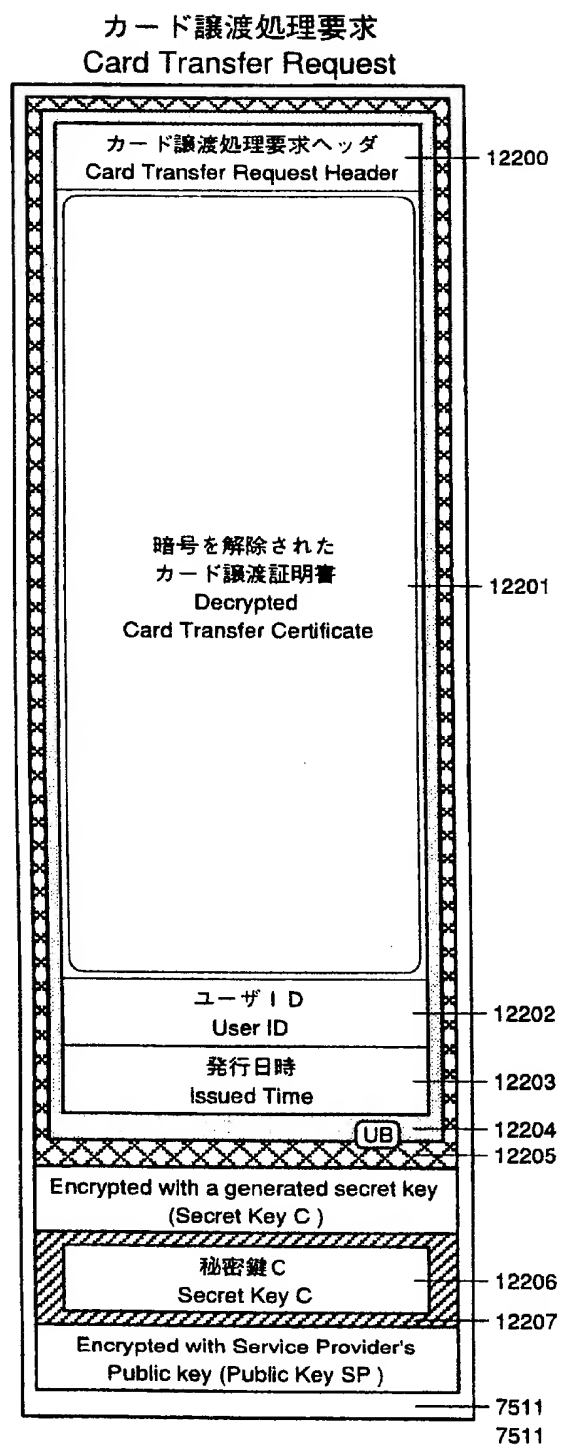 カード譲渡処理要求
Card Transfer Request
カード譲渡処理要求ヘッダ
Card Transfer Request Header
12200
暗号を解除された
カード譲渡証明書
Decrypted
Card Transfer Certificate
12201
ユーザID
User ID
12202
発行日時
Issued Time
12203
UB
12204
12205
Encrypted with a generated secret key
(Secret Key C )
秘密鍵C
Secret Key C
12206
12207
Encrypted with Service Provider's
Public key (Public Key SP )
7511
7511